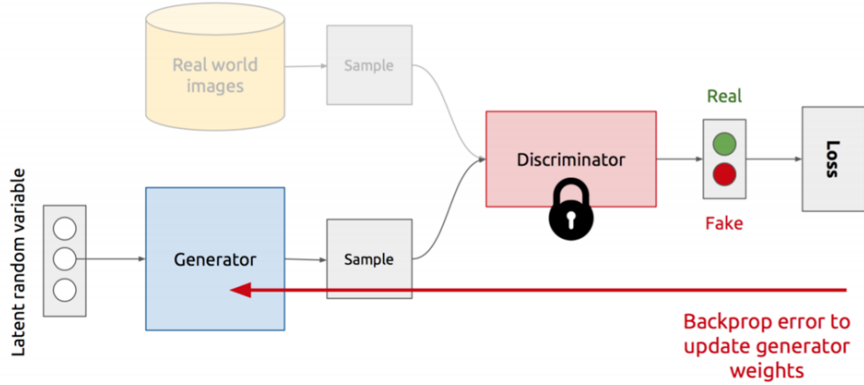 Real world
images
Sample
Real
Discriminator
Loss
Fake
Latent random variable
Generator
Sample
Backprop error to
update generator
weights